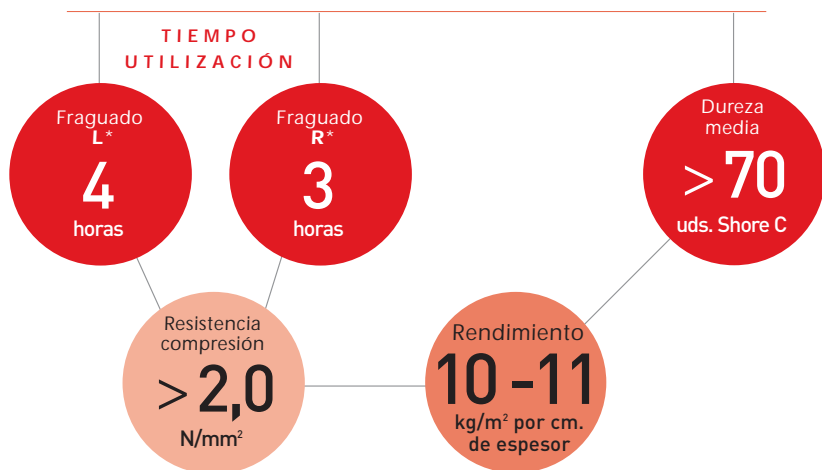 TIEMPO
UTILIZACIÓN
Fraguado
L*
4
horas
Fraguado
R*
3
horas
Dureza
media
> 70
uds. Shore C
Resistencia
compresión
> 2,0
N/mm²
Rendimiento
10 - 11
kg/m² por cm.
de espesor